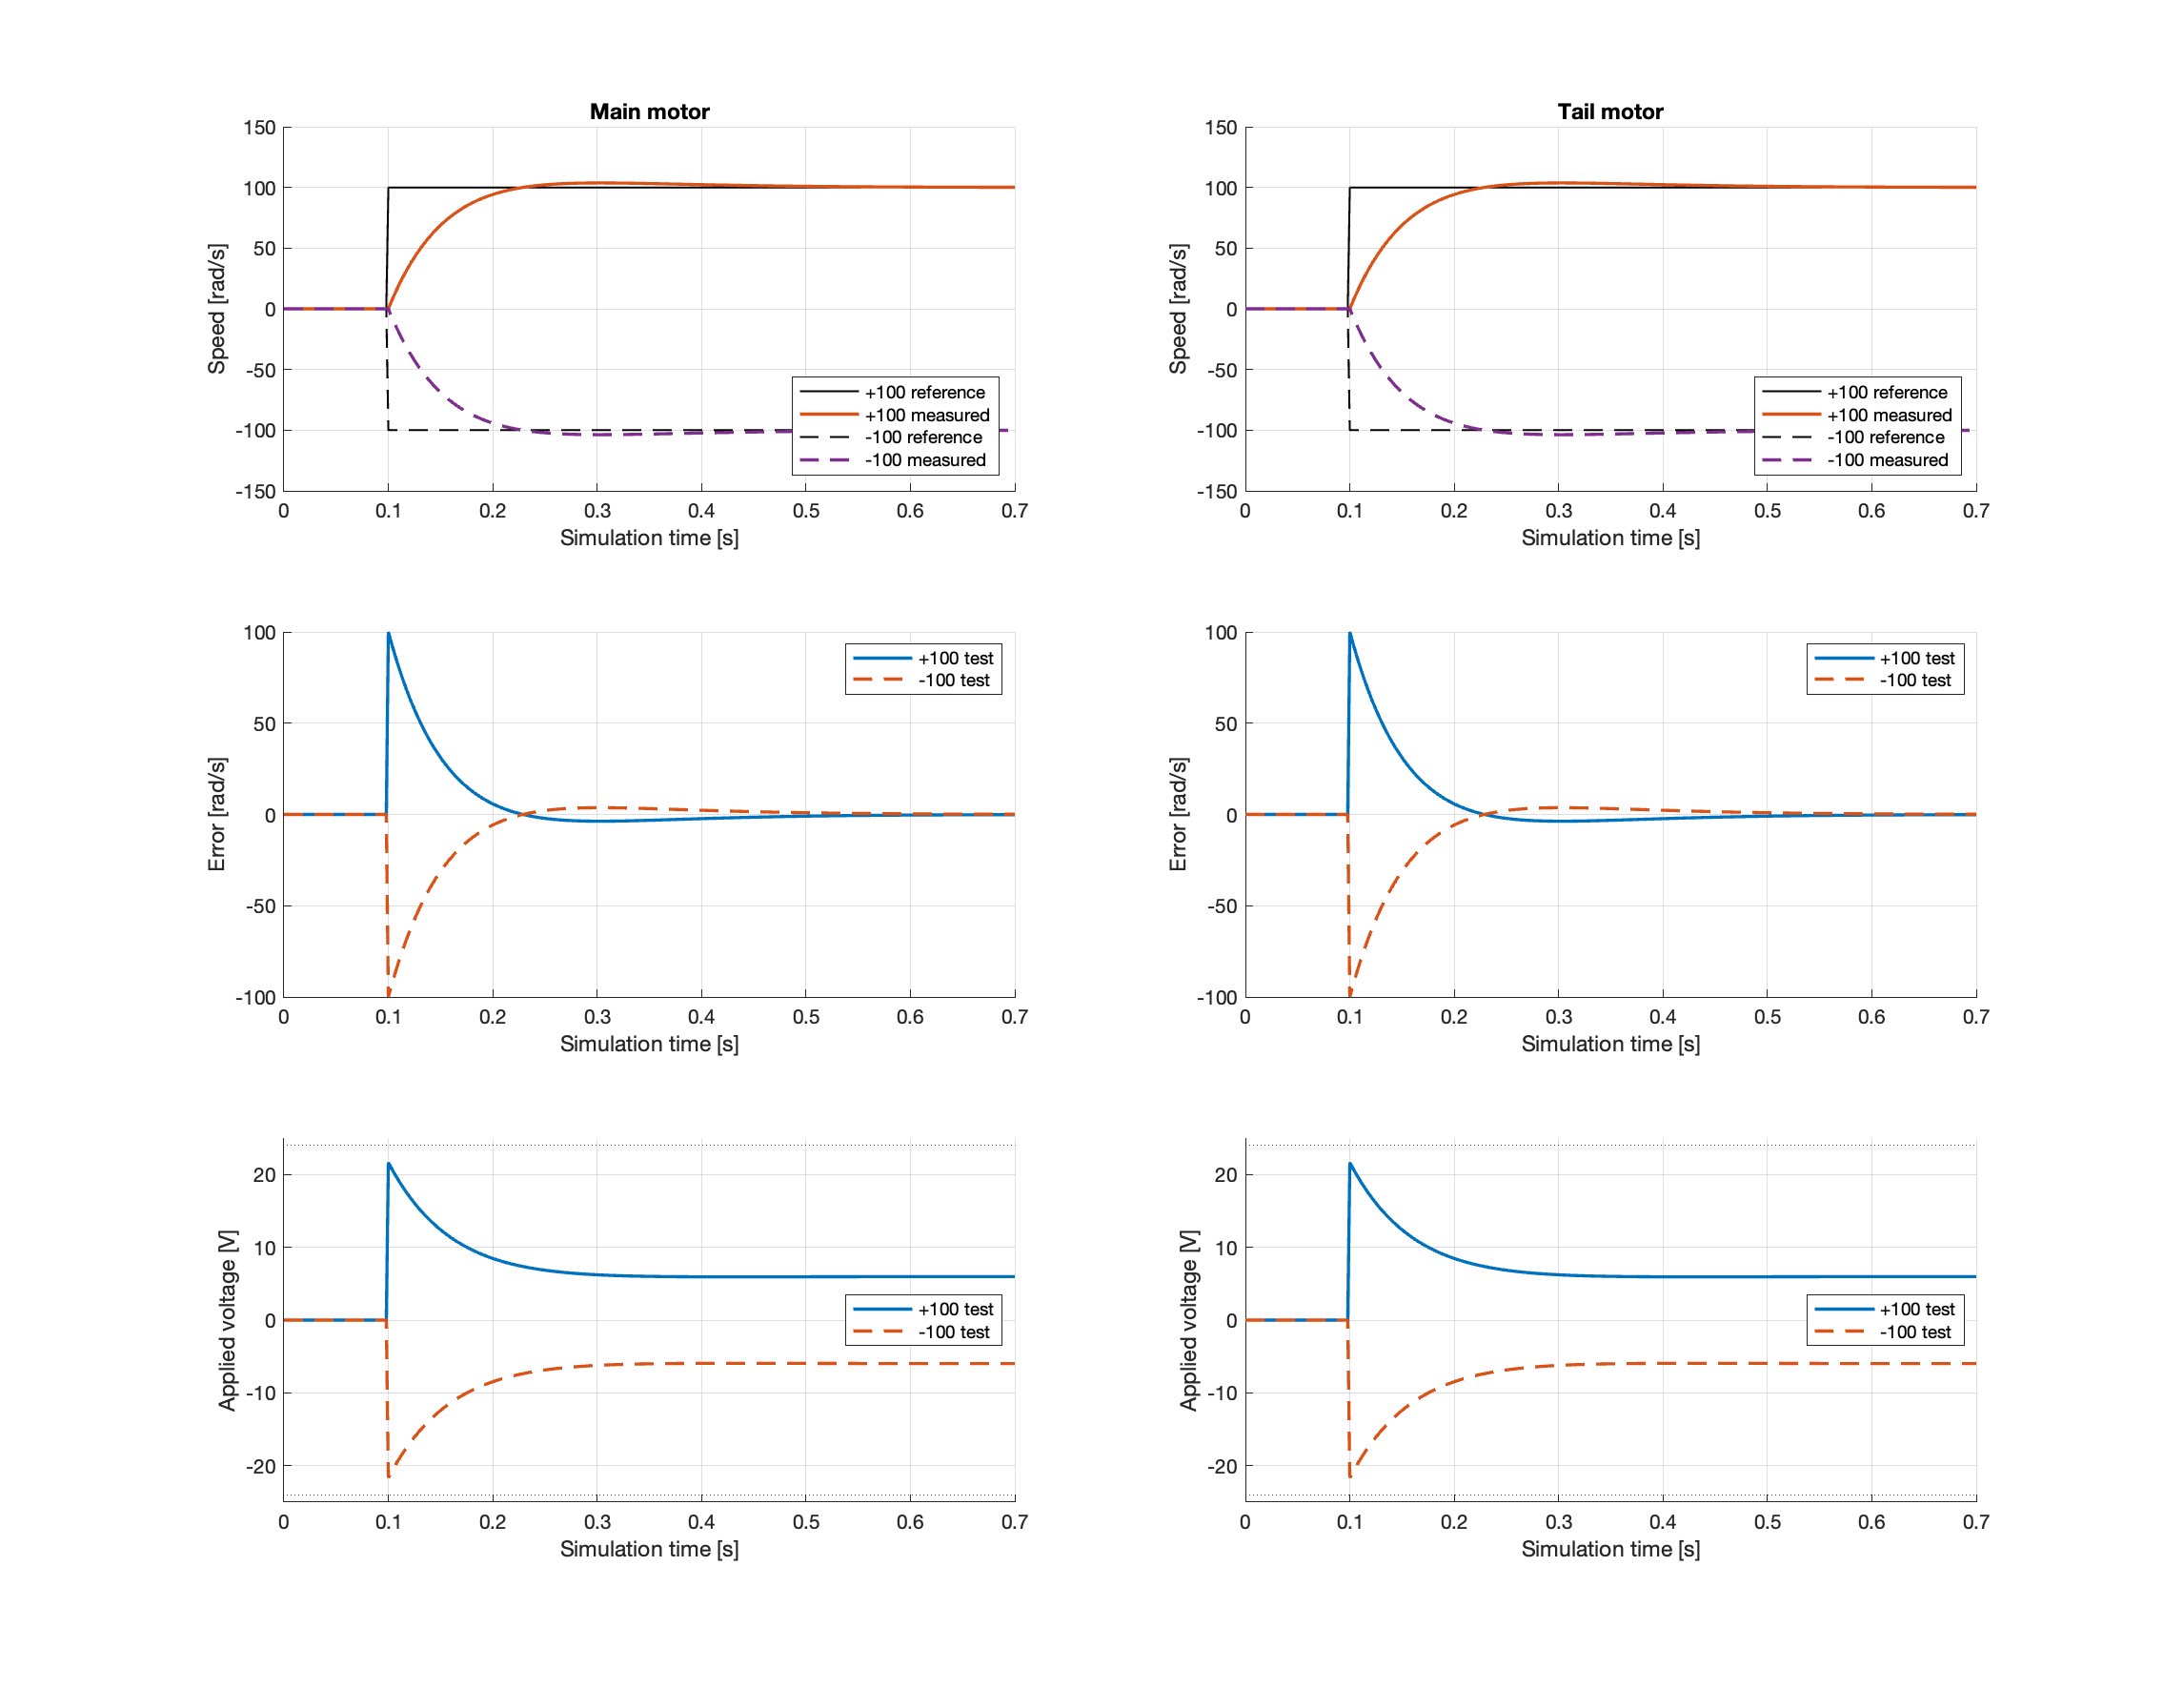 Main motor
150
100
50
0
-50
-100
-150
Speed [rad/s]
+100 reference
+100 measured
-100 reference
-100 measured
0 0.1 0.2 0.3 0.4 0.5 0.6 0.7
Simulation time [s]
Tail motor
150
100
50
0
-50
-100
-150
Speed [rad/s]
+100 reference
+100 measured
-100 reference
-100 measured
0 0.1 0.2 0.3 0.4 0.5 0.6 0.7
Simulation time [s]
100
50
0
-50
-100
Error [rad/s]
+100 test
-100 test
0 0.1 0.2 0.3 0.4 0.5 0.6 0.7
Simulation time [s]
100
50
0
-50
-100
Error [rad/s]
+100 test
-100 test
0 0.1 0.2 0.3 0.4 0.5 0.6 0.7
Simulation time [s]
20
10
0
-10
-20
Applied voltage [V]
+100 test
-100 test
0 0.1 0.2 0.3 0.4 0.5 0.6 0.7
Simulation time [s]
20
10
0
-10
-20
Applied voltage [V]
+100 test
-100 test
0 0.1 0.2 0.3 0.4 0.5 0.6 0.7
Simulation time [s]